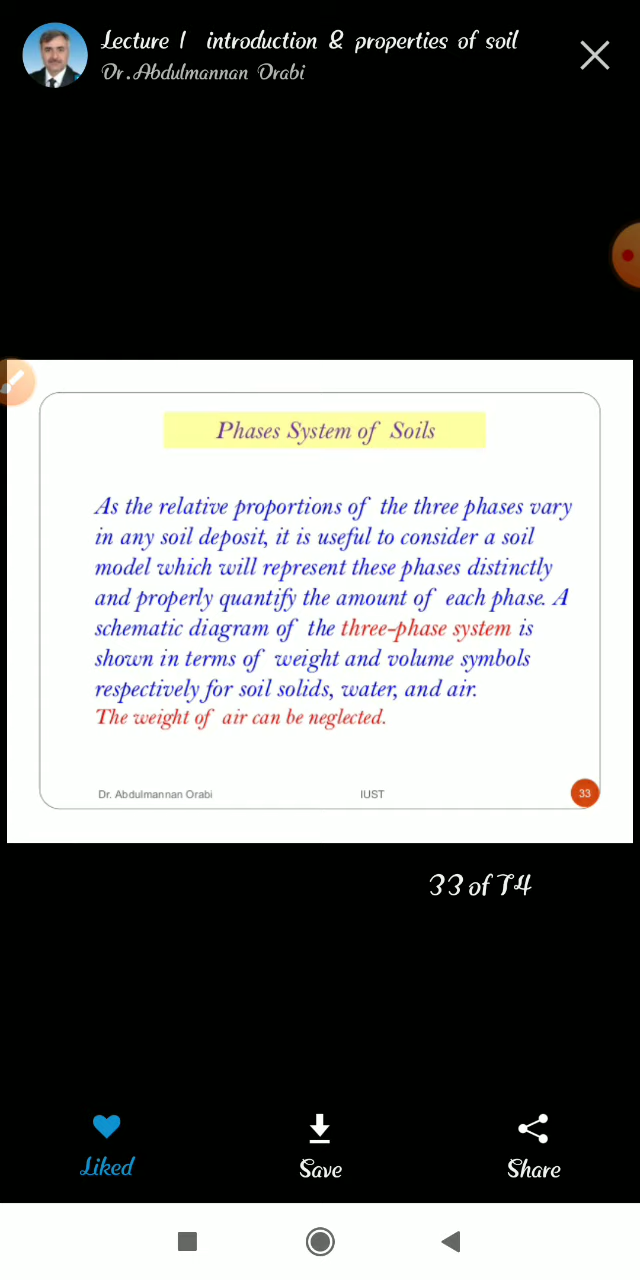 Lecture 1 introduction & properties of soil
Dr.Abdulmannan Orabi
Phases System of Soils
As the relative proportions of the three phases vary
in any soil deposit, it is useful to consider a soil
model which will represent these phases distinctly
and properly quantify the amount of each phase. A
schematic diagram of the three-phase system is
shown in terms of weight and volume symbols
respectively for soil solids, water, and air.
The weight of air can be neglected.
Dr. Abdulmannan Orabi IUST 33
33 of 74
Liked Save Share